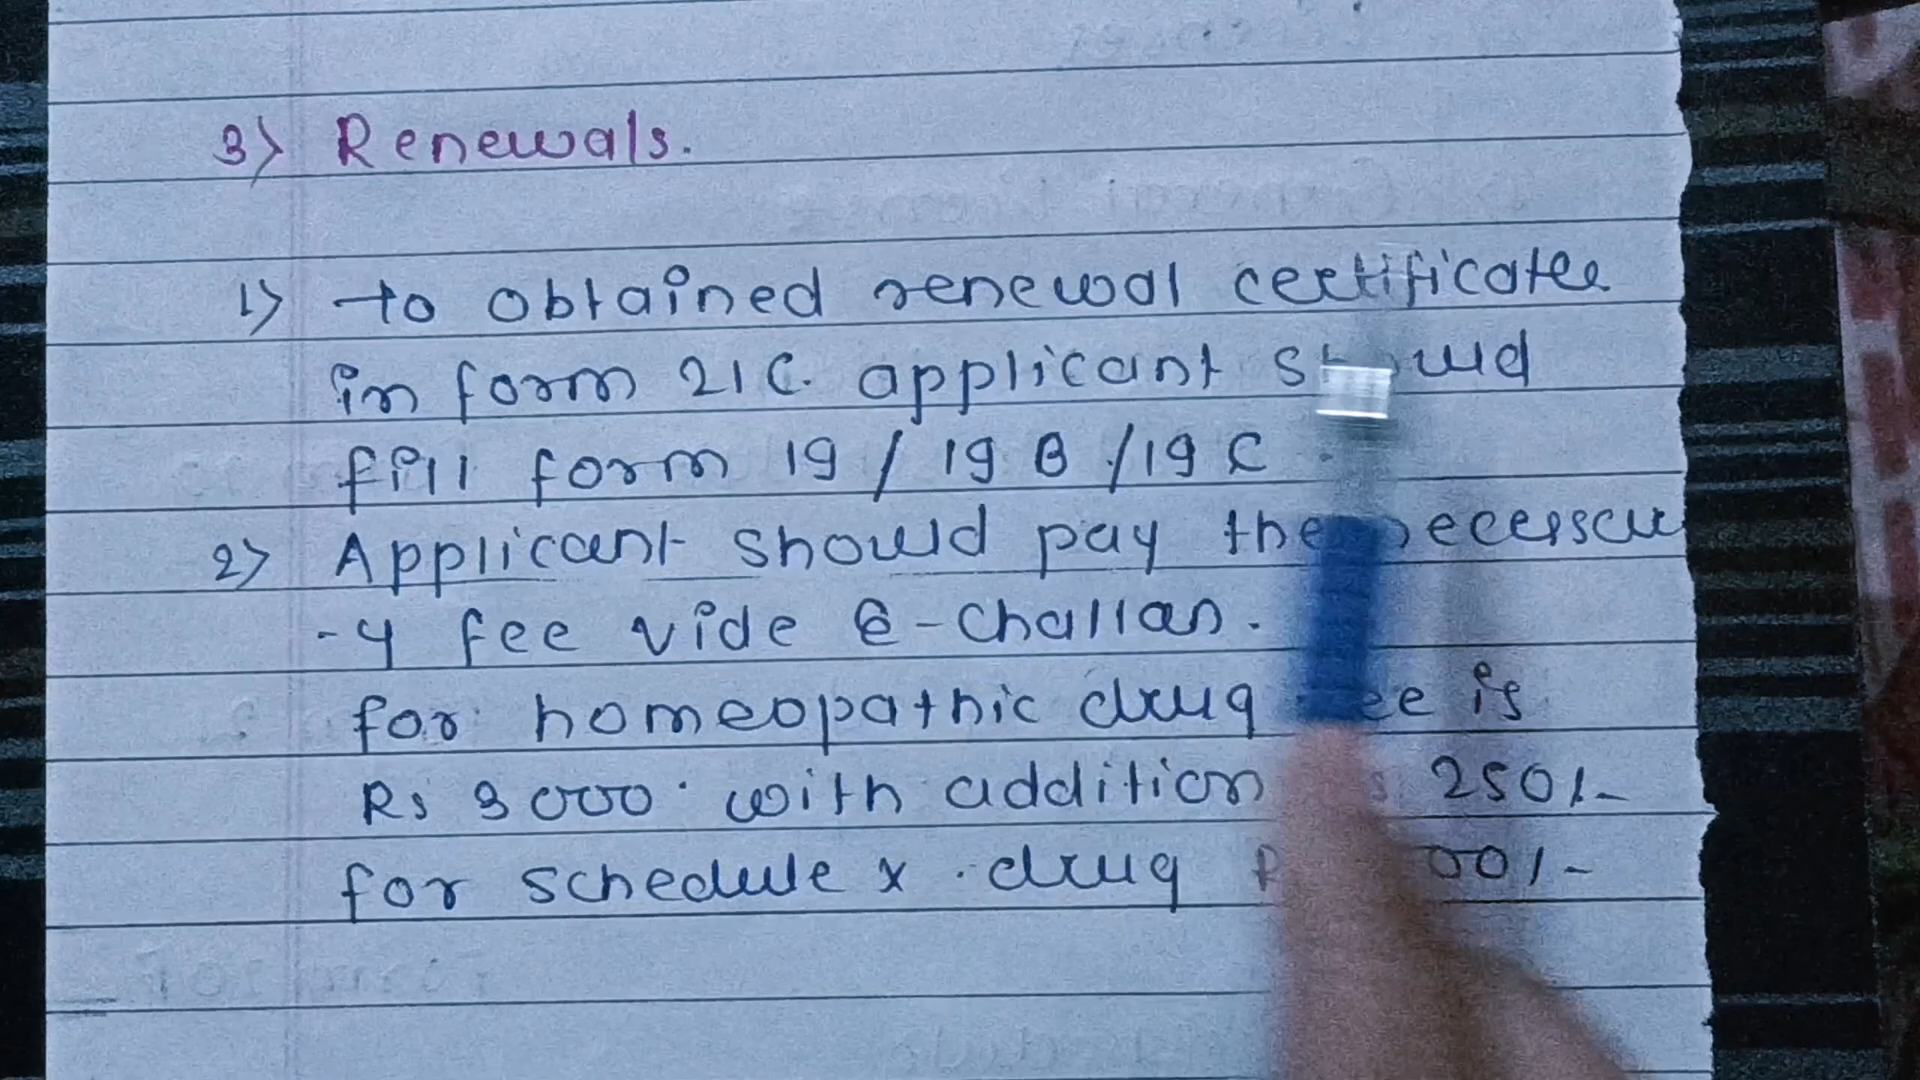 3) Renewals.
1) to obtained renewal certificate
in form 21C. applicant should
fill form 19 / 19 B / 19 C
2) Applicant should pay the necessar
-y fee vide e-challan.
for homeopathic drug fee is
Rs 3000 with addition 250/-
for schedule x drug